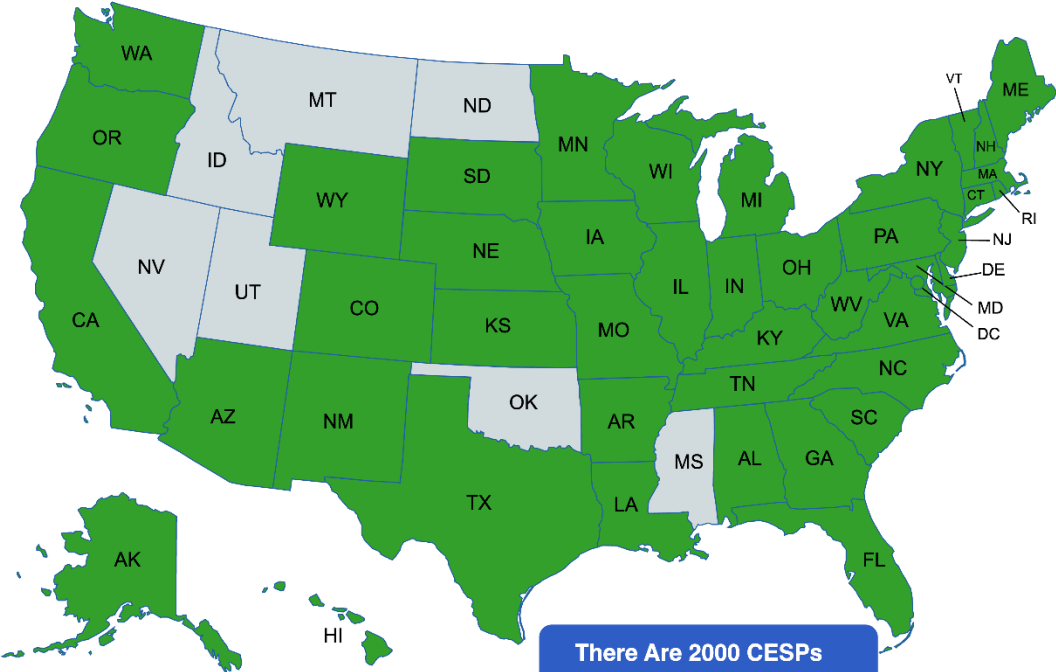 WA
MT
ND
VT
ME
OR
MN
ID
NH
SD
WI
NY
MA
WY
MI
CT
RI
NE
IA
PA
NJ
NV
OH
DE
UT
IL
IN
WV
MD
CO
CA
KS
MO
VA
DC
KY
NC
TN
OK
AZ
NM
AR
SC
MS
AL
GA
TX
LA
AK
FL
HI
There Are 2000 CESPs